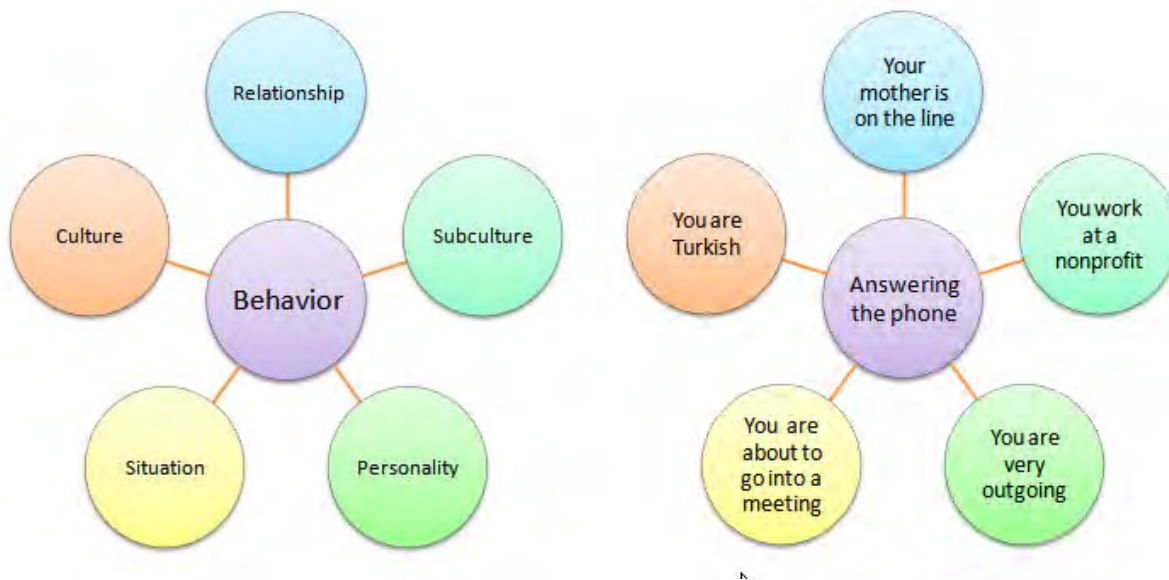 Relationship
Culture
Subculture
Behavior
Situation
Personality
Your
mother is
on the line
You are
Turkish
You work
at a
nonprofit
Answering
the phone
You are
about to
go into a
meeting
You are
very
outgoing